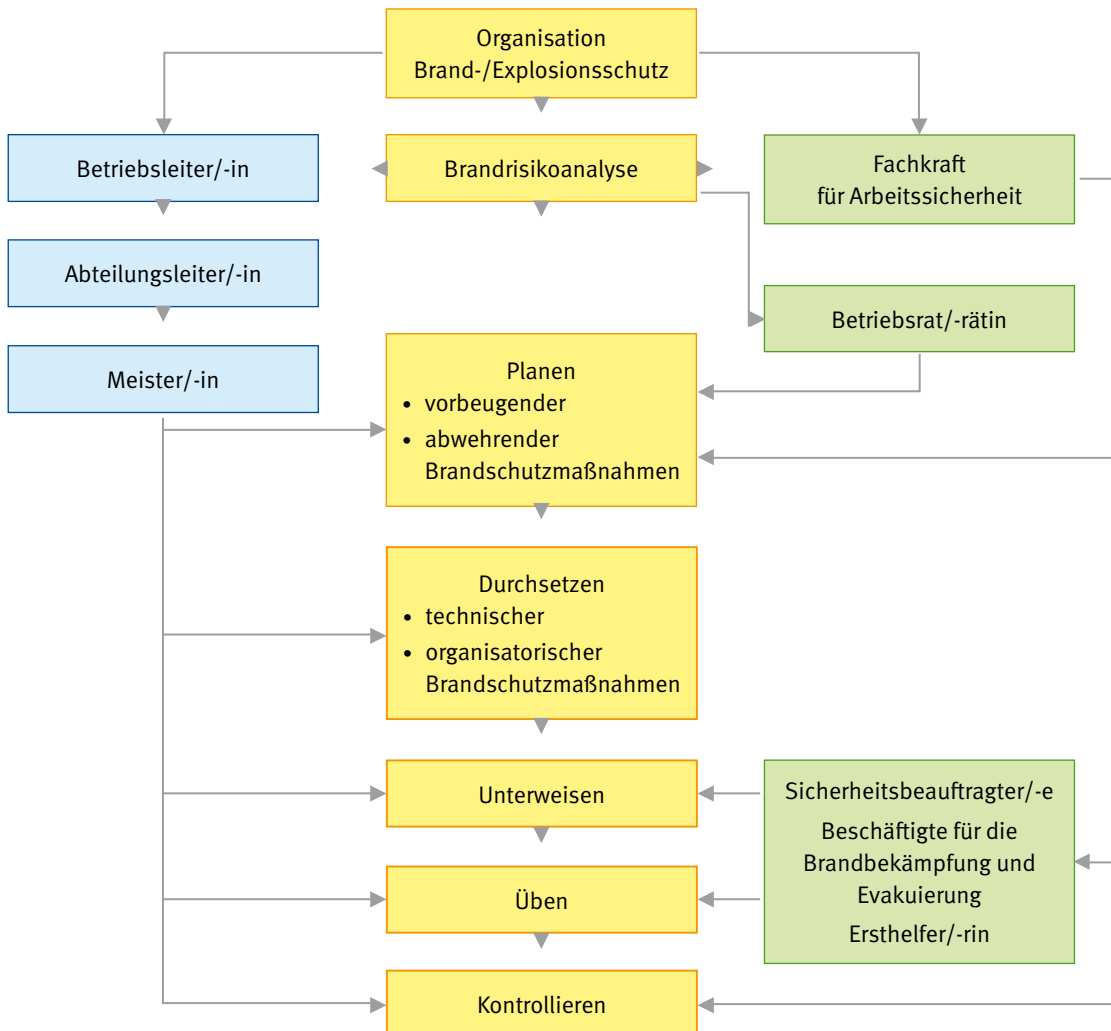 Organisation
Brand-/Explosionsschutz
Betriebsleiter/-in
Brandrisikoanalyse
Fachkraft
für Arbeitssicherheit
Abteilungsleiter/-in
Betriebsrat/-rätin
Meister/-in
Planen
• vorbeugender
• abwehrender
Brandschutzmaßnahmen
Durchsetzen
• technischer
• organisatorischer
Brandschutzmaßnahmen
Unterweisen
Sicherheitsbeauftragter/-e
Beschäftigte für die
Brandbekämpfung und
Evakuierung
Ersthelfer/-rin
Üben
Kontrollieren